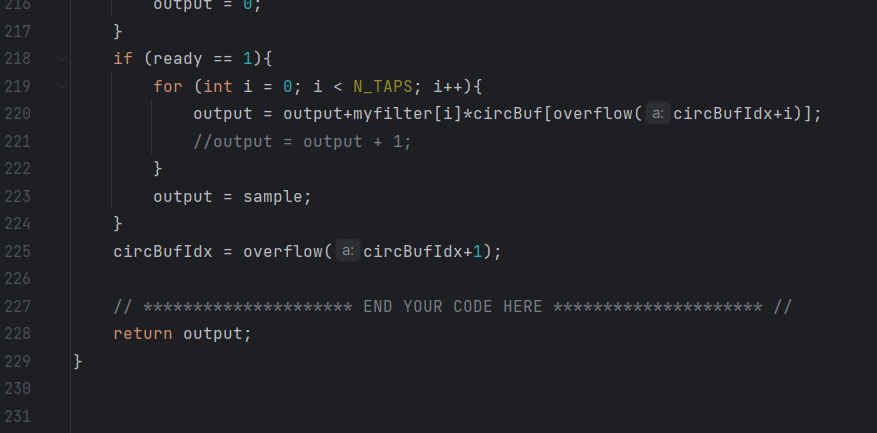 216 output = 0;
217 }
218 if (ready == 1){
219 for (int i = 0; i < N_TAPS; i++){
220 output = output+myfilter[i]*circBuf[overflow( a: circBufIdx+i)];
221 //output = output + 1;
222 }
223 output = sample;
224 }
225 circBufIdx = overflow( a: circBufIdx+1);
226
227 // ********************* END YOUR CODE HERE ********************* //
228 return output;
229 }
230
231